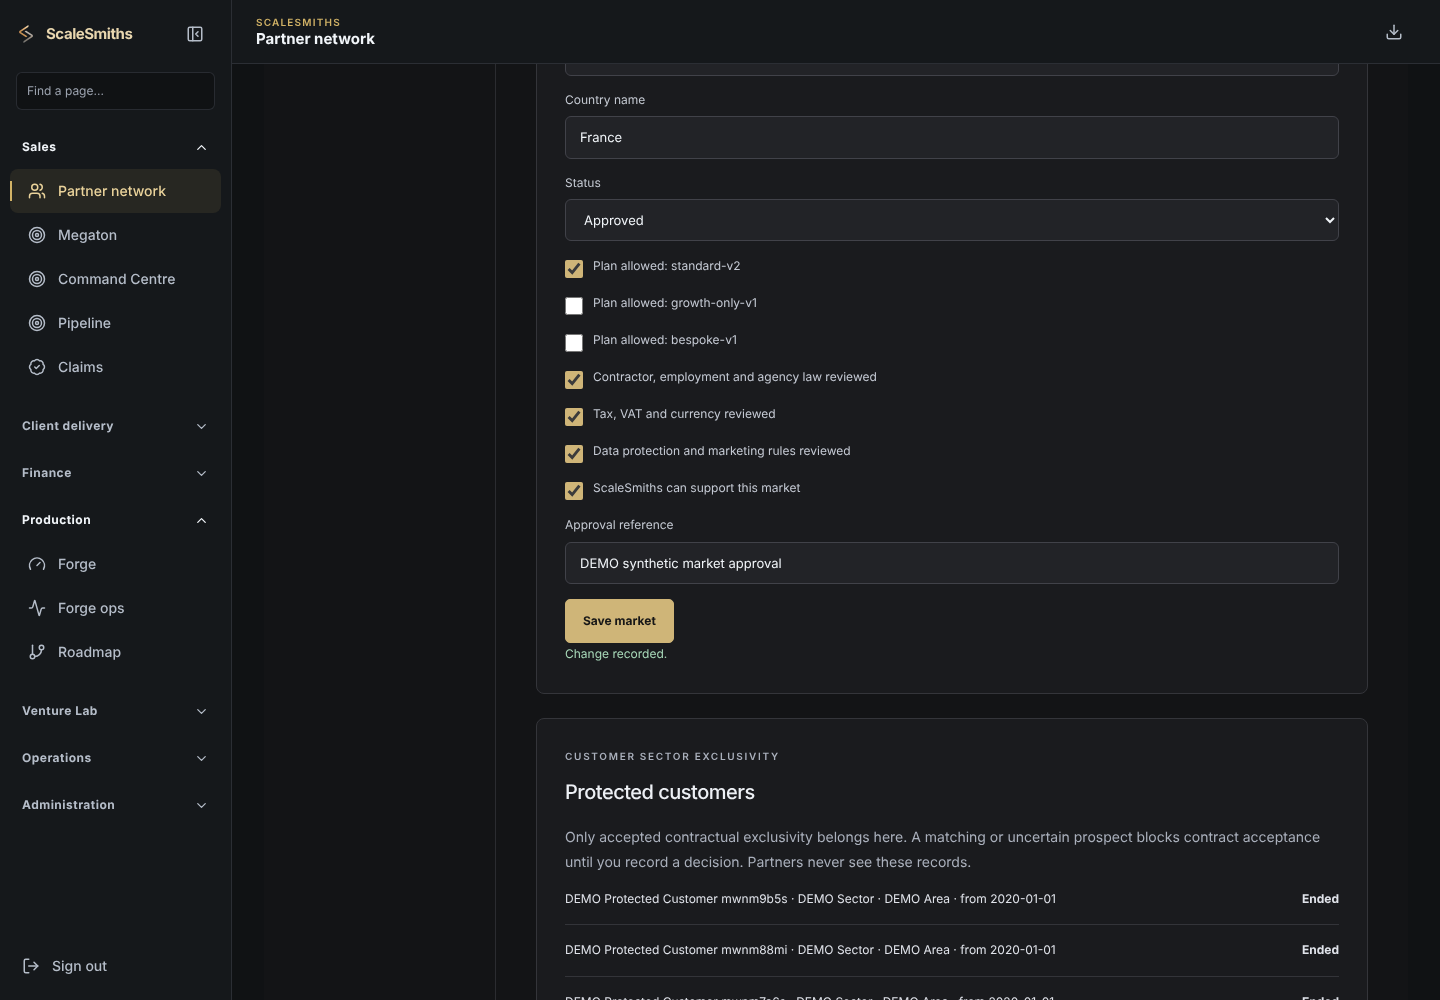 ScaleSmiths
SCALESMITHS
Partner network
Find a page...
Sales
Partner network
Megaton
Command Centre
Pipeline
Claims
Client delivery
Finance
Production
Forge
Forge ops
Roadmap
Venture Lab
Operations
Administration
Sign out
Country name
France
Status
Approved
Plan allowed: standard-v2
Plan allowed: growth-only-v1
Plan allowed: bespoke-v1
Contractor, employment and agency law reviewed
Tax, VAT and currency reviewed
Data protection and marketing rules reviewed
ScaleSmiths can support this market
Approval reference
DEMO synthetic market approval
Save market
Change recorded.
CUSTOMER SECTOR EXCLUSIVITY
Protected customers
Only accepted contractual exclusivity belongs here. A matching or uncertain prospect blocks contract acceptance
until you record a decision. Partners never see these records.
DEMO Protected Customer mwnm9b5s · DEMO Sector · DEMO Area · from 2020-01-01 Ended
DEMO Protected Customer mwnm88mi · DEMO Sector · DEMO Area · from 2020-01-01 Ended